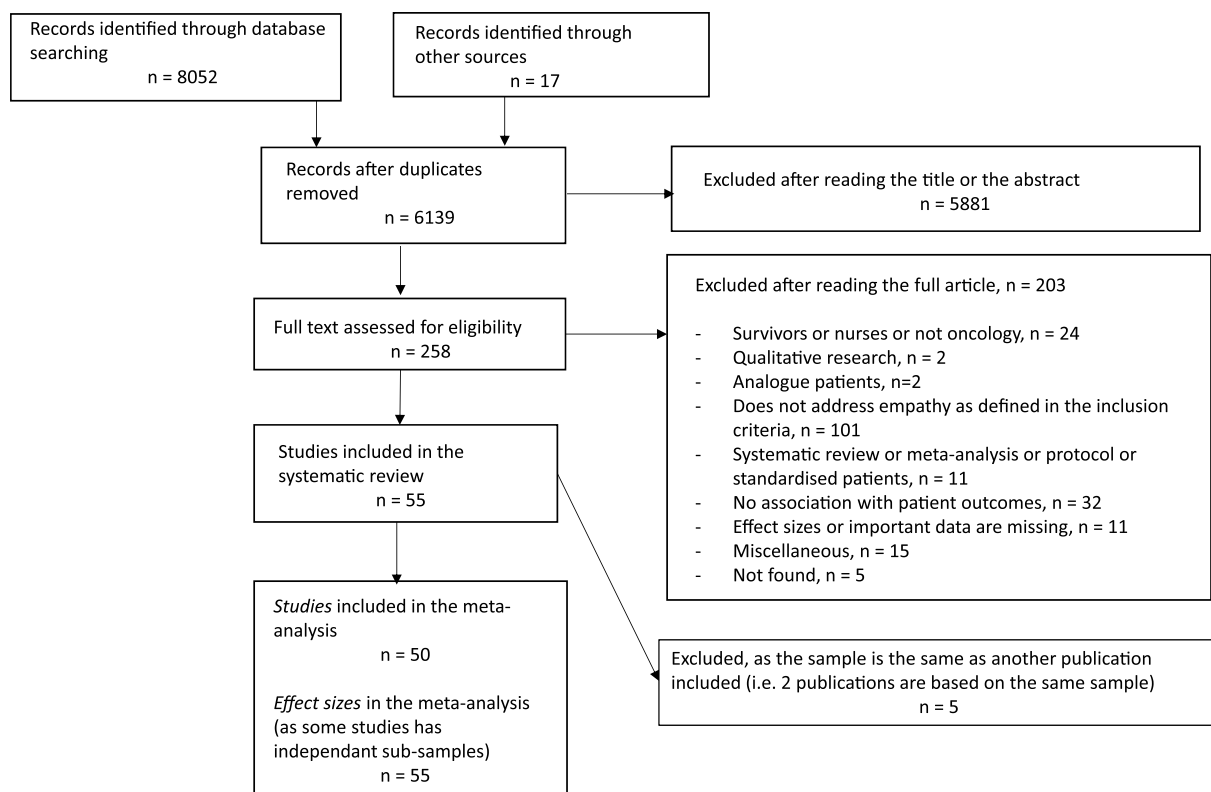 Records identified through database
searching
n = 8052
Records identified through
other sources
n = 17
Records after duplicates
removed
n = 6139
Excluded after reading the title or the abstract
n = 5881
Full text assessed for eligibility
n = 258
Excluded after reading the full article, n = 203
- Survivors or nurses or not oncology, n = 24
- Qualitative research, n = 2
- Analogue patients, n=2
- Does not address empathy as defined in the inclusion
criteria, n = 101
- Systematic review or meta-analysis or protocol or
standardised patients, n = 11
- No association with patient outcomes, n = 32
- Effect sizes or important data are missing, n = 11
- Miscellaneous, n = 15
- Not found, n = 5
Studies included in the
systematic review
n = 55
Excluded, as the sample is the same as another publication
included (i.e. 2 publications are based on the same sample)
n = 5
Studies included in the meta-
analysis
n = 50
Effect sizes in the meta-analysis
(as some studies has
independant sub-samples)
n = 55